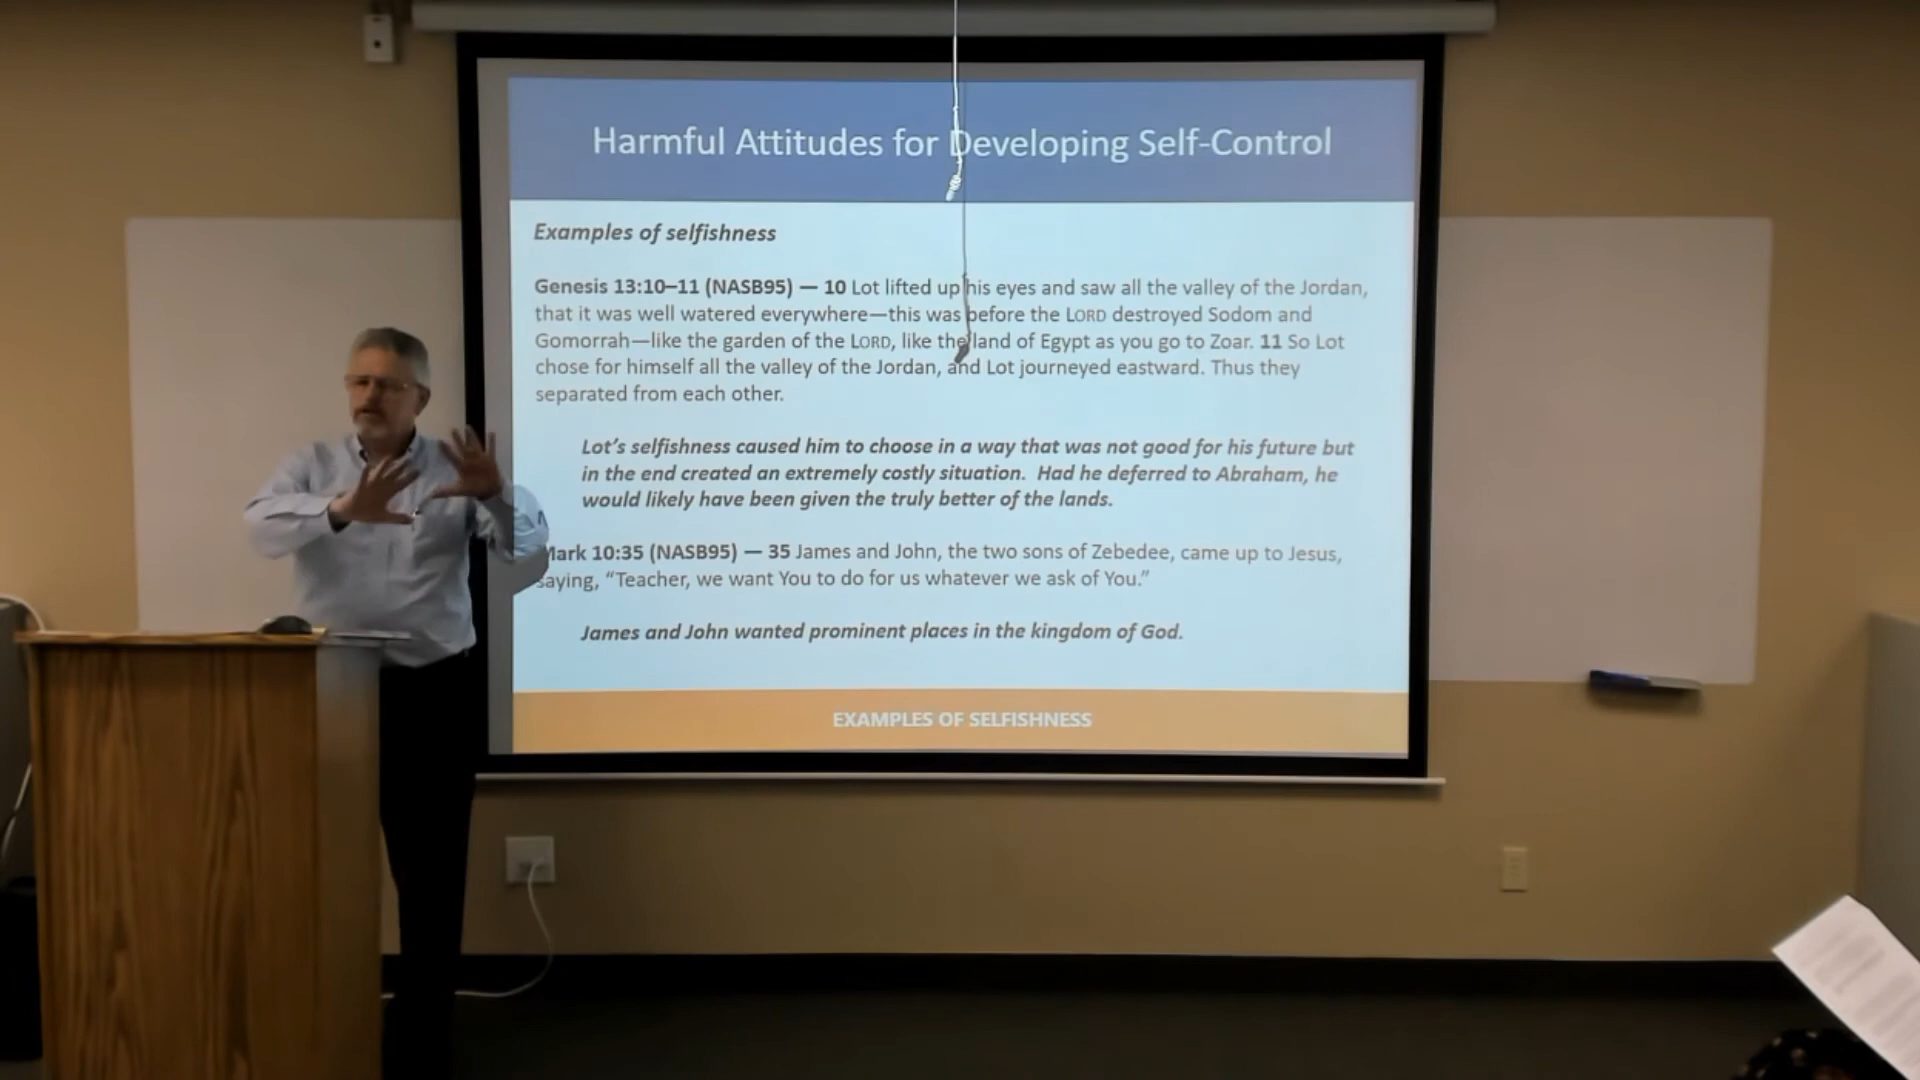 Harmful Attitudes for Developing Self-Control
Examples of selfishness
Genesis 13:10–11 (NASB95) — 10 Lot lifted up his eyes and saw all the valley of the Jordan,
that it was well watered everywhere—this was before the LORD destroyed Sodom and
Gomorrah—like the garden of the LORD, like the land of Egypt as you go to Zoar. 11 So Lot
chose for himself all the valley of the Jordan, and Lot journeyed eastward. Thus they
separated from each other.
Lot's selfishness caused him to choose in a way that was not good for his future but
in the end created an extremely costly situation. Had he deferred to Abraham, he
would likely have been given the truly better of the lands.
Mark 10:35 (NASB95) — 35 James and John, the two sons of Zebedee, came up to Jesus,
saying, “Teacher, we want You to do for us whatever we ask of You.”
James and John wanted prominent places in the kingdom of God.
EXAMPLES OF SELFISHNESS